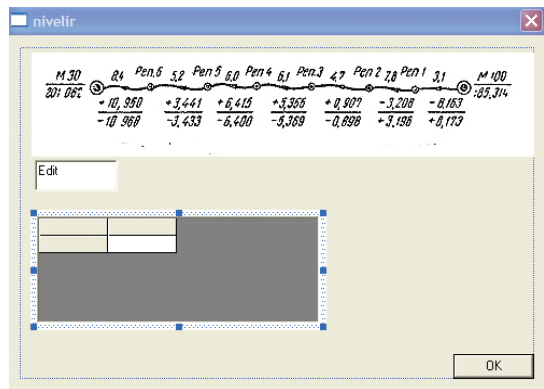 nivelir
М 30 8,4 Реп.6 5,2 Реп 5 6,0 Реп 4 6,1 Реп.3 4,7 Реп 2 7,8 Реп 1 3,1 М 100
201 062 + 10,950 + 3,441 + 6,415 + 5,356 + 0,907 - 3,208 - 8,163 :85,314
- 10 968 - 3,433 - 6,400 - 5,369 - 0,898 + 3,198 + 8,173
Edit
OK